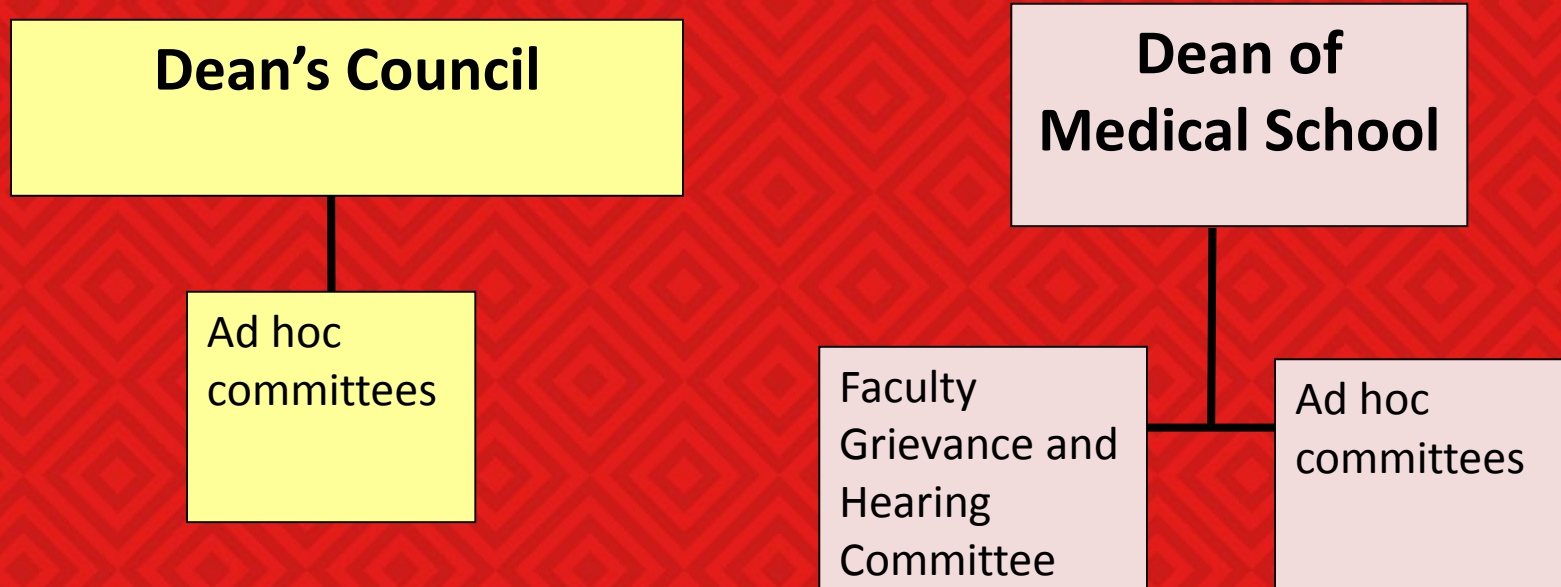 Dean’s Council
Ad hoc
committees
Dean of
Medical School
Faculty
Grievance and
Hearing
Committee
Ad hoc
committees